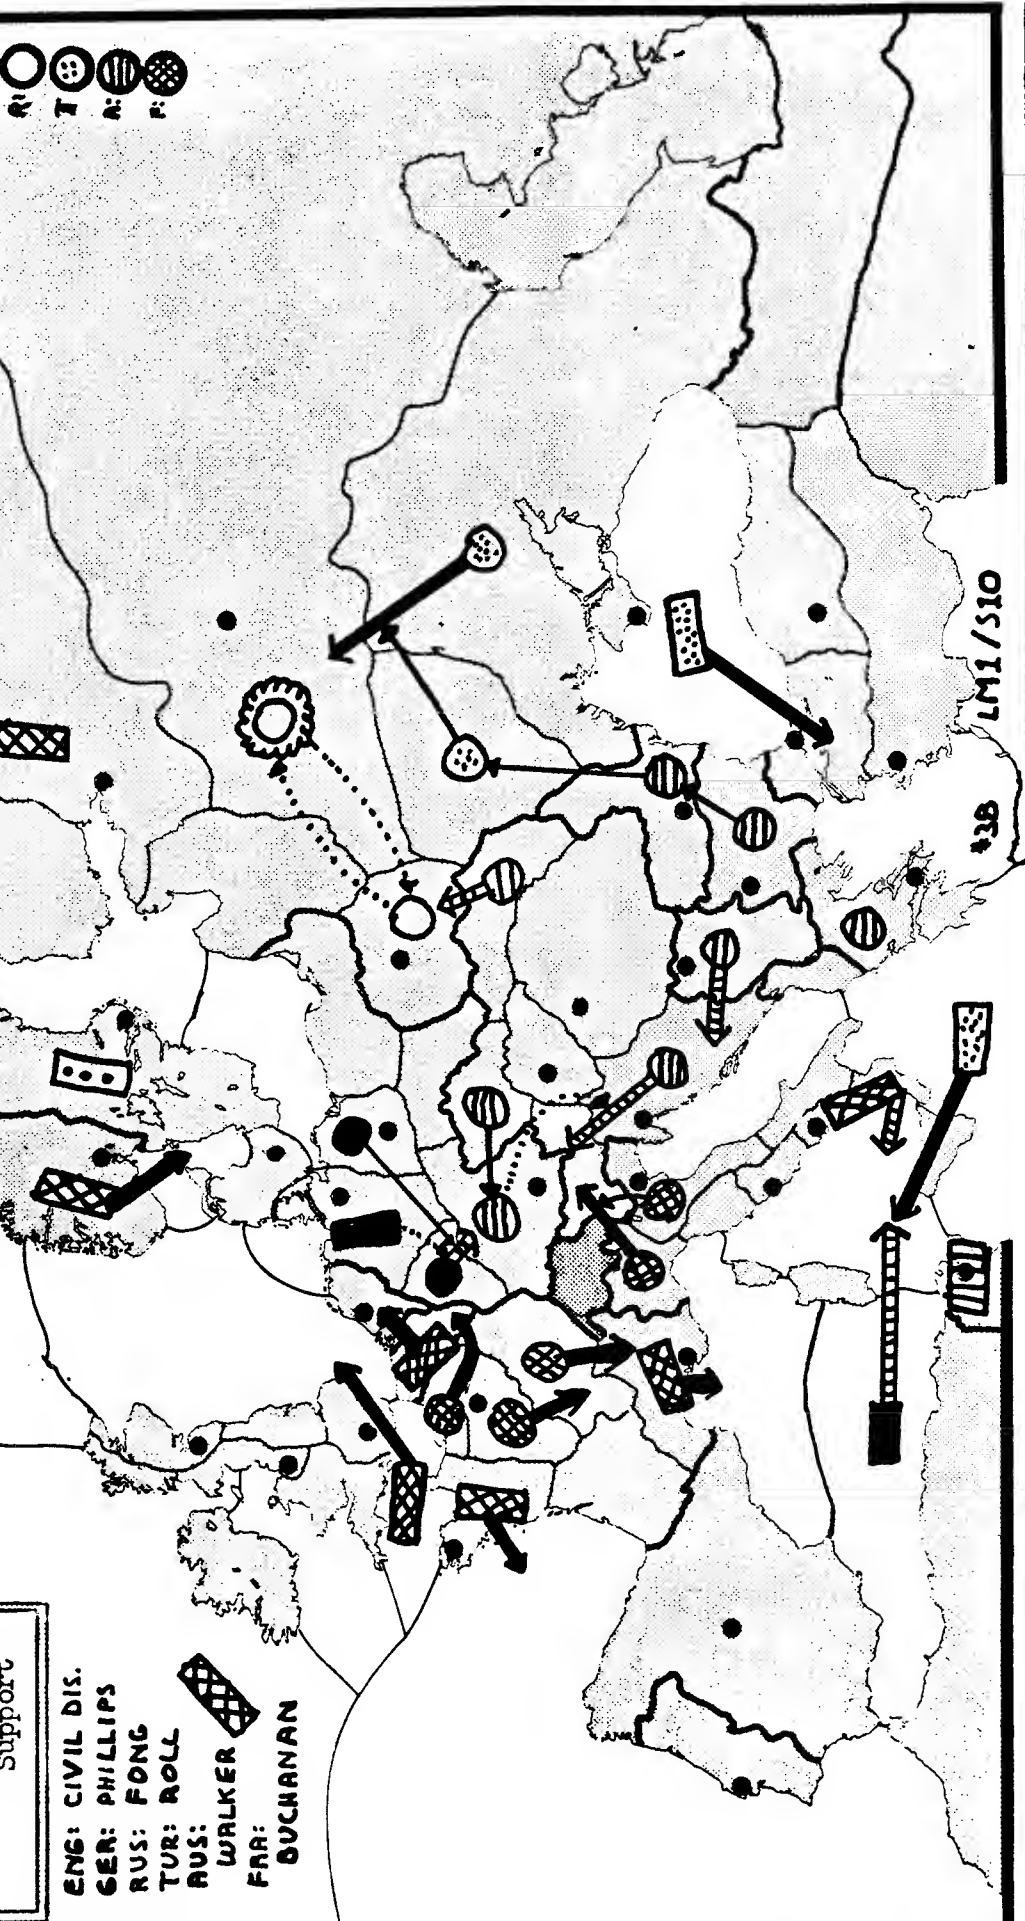 Support
ENG: CIVIL DIS.
GER: PHILLIPS
RUS: FONG
TUR: ROLL
AUS:
WALKER
FRA:
BUCHANAN
R:
T:
A:
F:
#38
LM1/S10